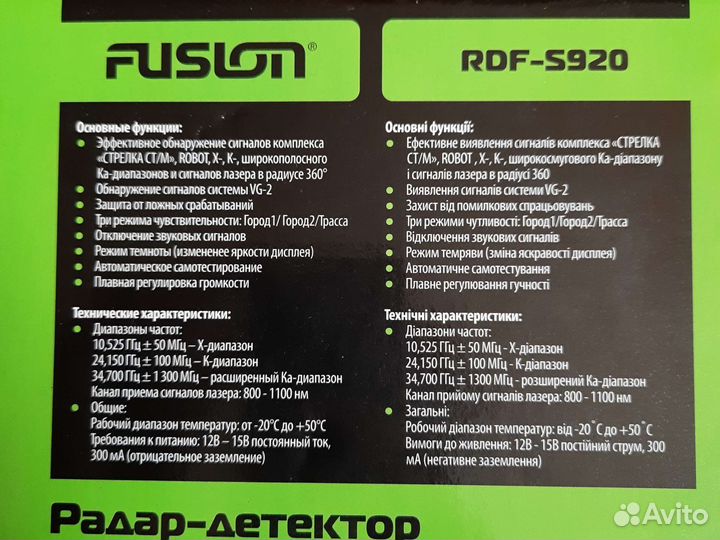 FUSION®
RDF-S920
Основные функции:
Эффективное обнаружение сигналов комплекса
«СТРЕЛКА СТ/М», ROBOT, X-, K-, широкополосного
Ка-диапазонов и сигналов лазера в радиусе 360°
Обнаружение сигналов системы VG-2
Защита от ложных срабатываний
Три режима чувствительности: Город1/ Город2/Трасса
Отключение звуковых сигналов
Режим темноты (измененее яркости дисплея)
Автоматическое самотестирование
Плавная регулировка громкости
Технические характеристики:
Диапазоны частот:
10,525 ГГц ± 50 МГц – X-диапазон
24,150 ГГц ± 100 МГц – К-диапазон
34,700 ГГц ± 1 300 МГц – расширенный Ка-диапазон
Канал приема сигналов лазера: 800 - 1100 нм
Общие:
Рабочий диапазон температур: от -20°С до +50°С
Требования к питанию: 12В – 15В постоянный ток,
300 мА (отрицательное заземление)
Основні функції:
Ефективне виявлення сигналів комплекса «СТРЕЛКА
СТ/М», ROBOT , X-, K-, широкосмугового Ка-діапазону
і сигналів лазера в радіусі 360
Виявлення сигналів системи VG-2
Захист від помилкових спрацьовувань
Три режими чутливості: Город1/Город2/Трасса
Відключення звукових сигналів
Режим темряви (зміна яскравості дисплея)
Автоматичне самотестування
Плавне регулювання гучності
Технічні характеристики:
Діапазони частот:
10,525 ГГц ± 50 МГц - X-діапазон
24,150 ГГц ± 100 МГц - К-діапазон
34,700 ГГц ± 1300 МГц - розширений Ка-діапазон
Канал прийому сигналів лазера: 800 - 1100 нм
Загальні:
Робочий діапазон температур: від -20˚С до +50˚С
Вимоги до живлення: 12В - 15В постійний струм, 300
мА (негативне заземлення)
Радар-детектор
Avito